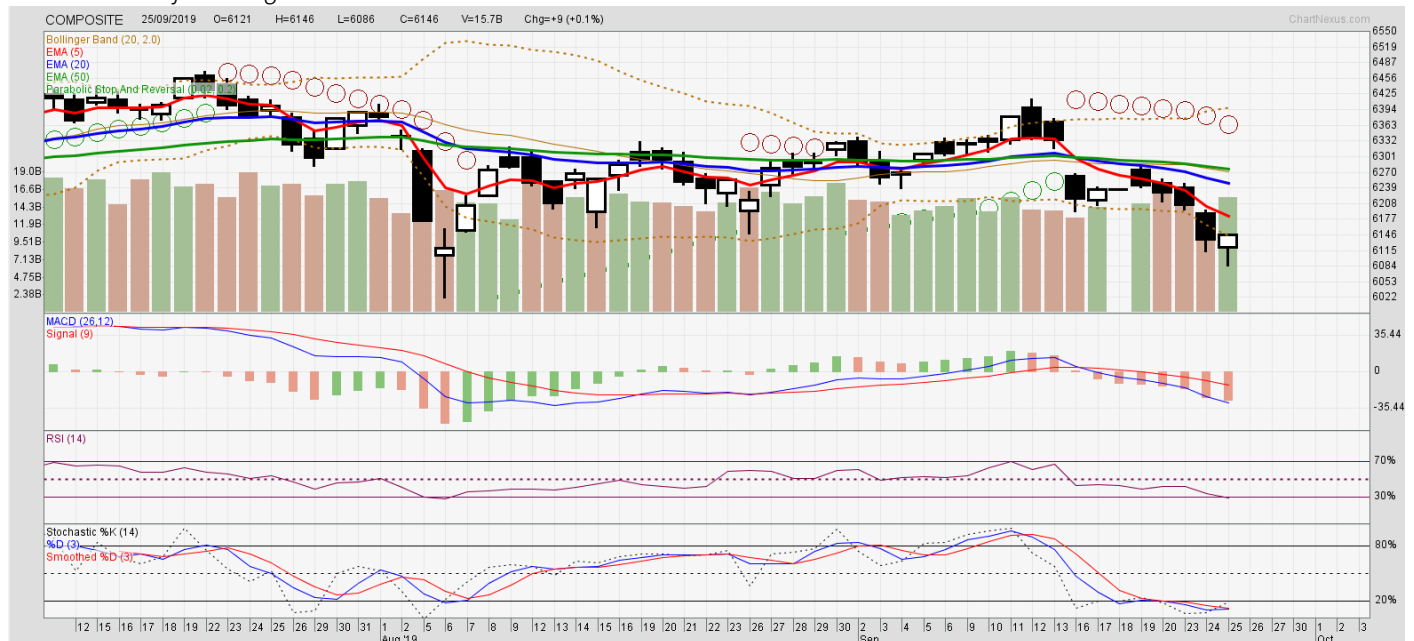 COMPOSITE 25/09/2019 O=6121 H=6146 L=6086 C=6146 V=15.7B Chg=+9 (+0.1%) ChartNexus.com
Bollinger Band (20, 2.0)
EMA (5)
EMA (20)
EMA (50)
Parabolic Stop And Reversal (0.02, 0.2)
6550
6519
6487
6456
6425
6394
6363
6332
6301
6270
6239
6208
6177
6146
6115
6084
6053
6022
19.0B
16.6B
14.3B
11.9B
9.51B
7.13B
4.75B
2.38B
MACD (26,12)
Signal (9)
35.44
0
-35.44
RSI (14)
70%
30%
Stochastic %K (14)
%D (3)
Smoothed %D (3)
80%
20%
12 15 16 17 18 19 22 23 24 25 26 29 30 31 1 2 5 6 7 8 9 12 13 14 15 16 19 20 21 22 23 26 27 28 29 30 2 3 4 5 6 9 10 11 12 13 16 17 18 19 20 23 24 25 26 27 30 1 2 3
Aug '19 Sep Oct